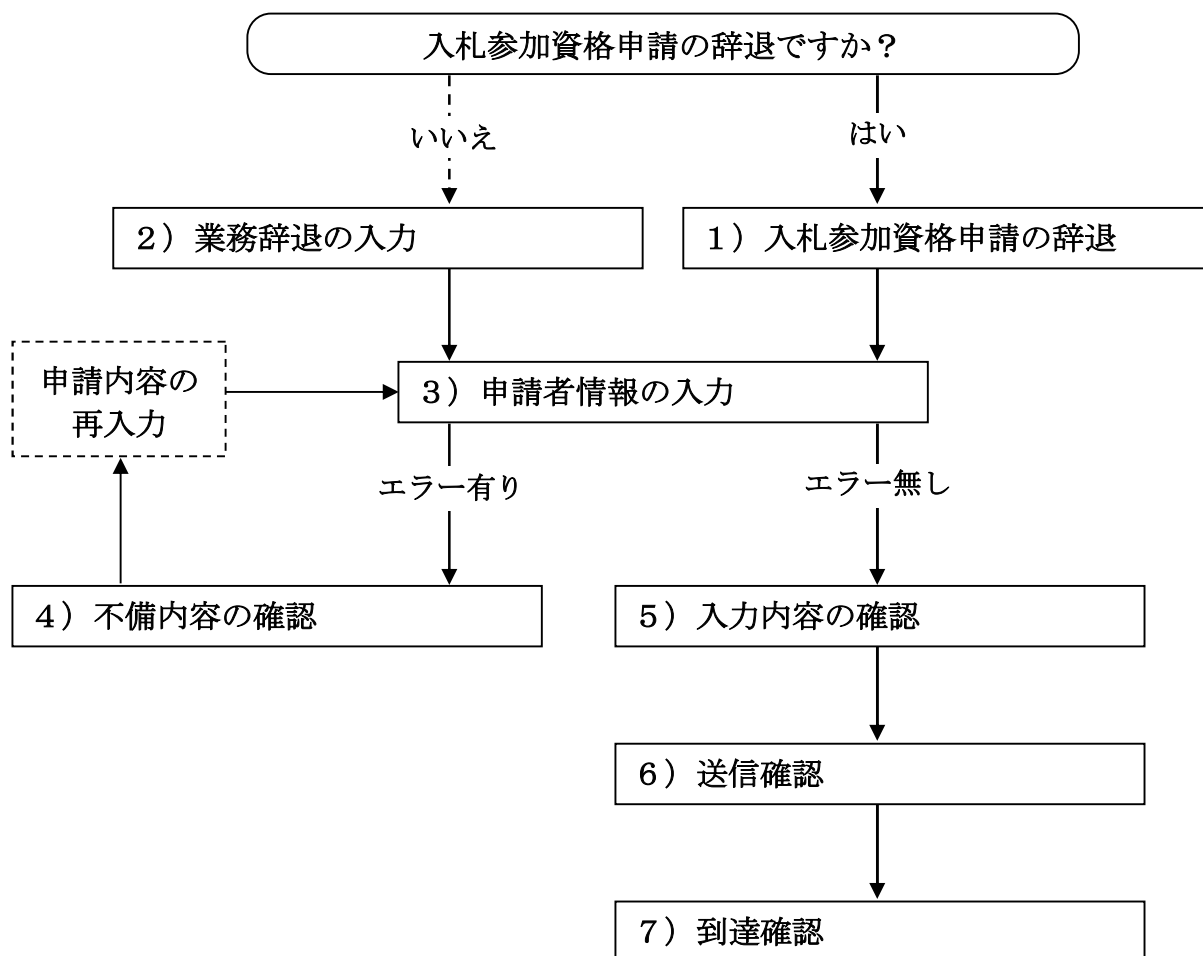 入札参加資格申請の辞退ですか？
いいえ
はい
２）業務辞退の入力
１）入札参加資格申請の辞退
申請内容の
再入力
３）申請者情報の入力
エラー有り
エラー無し
４）不備内容の確認
５）入力内容の確認
６）送信確認
７）到達確認